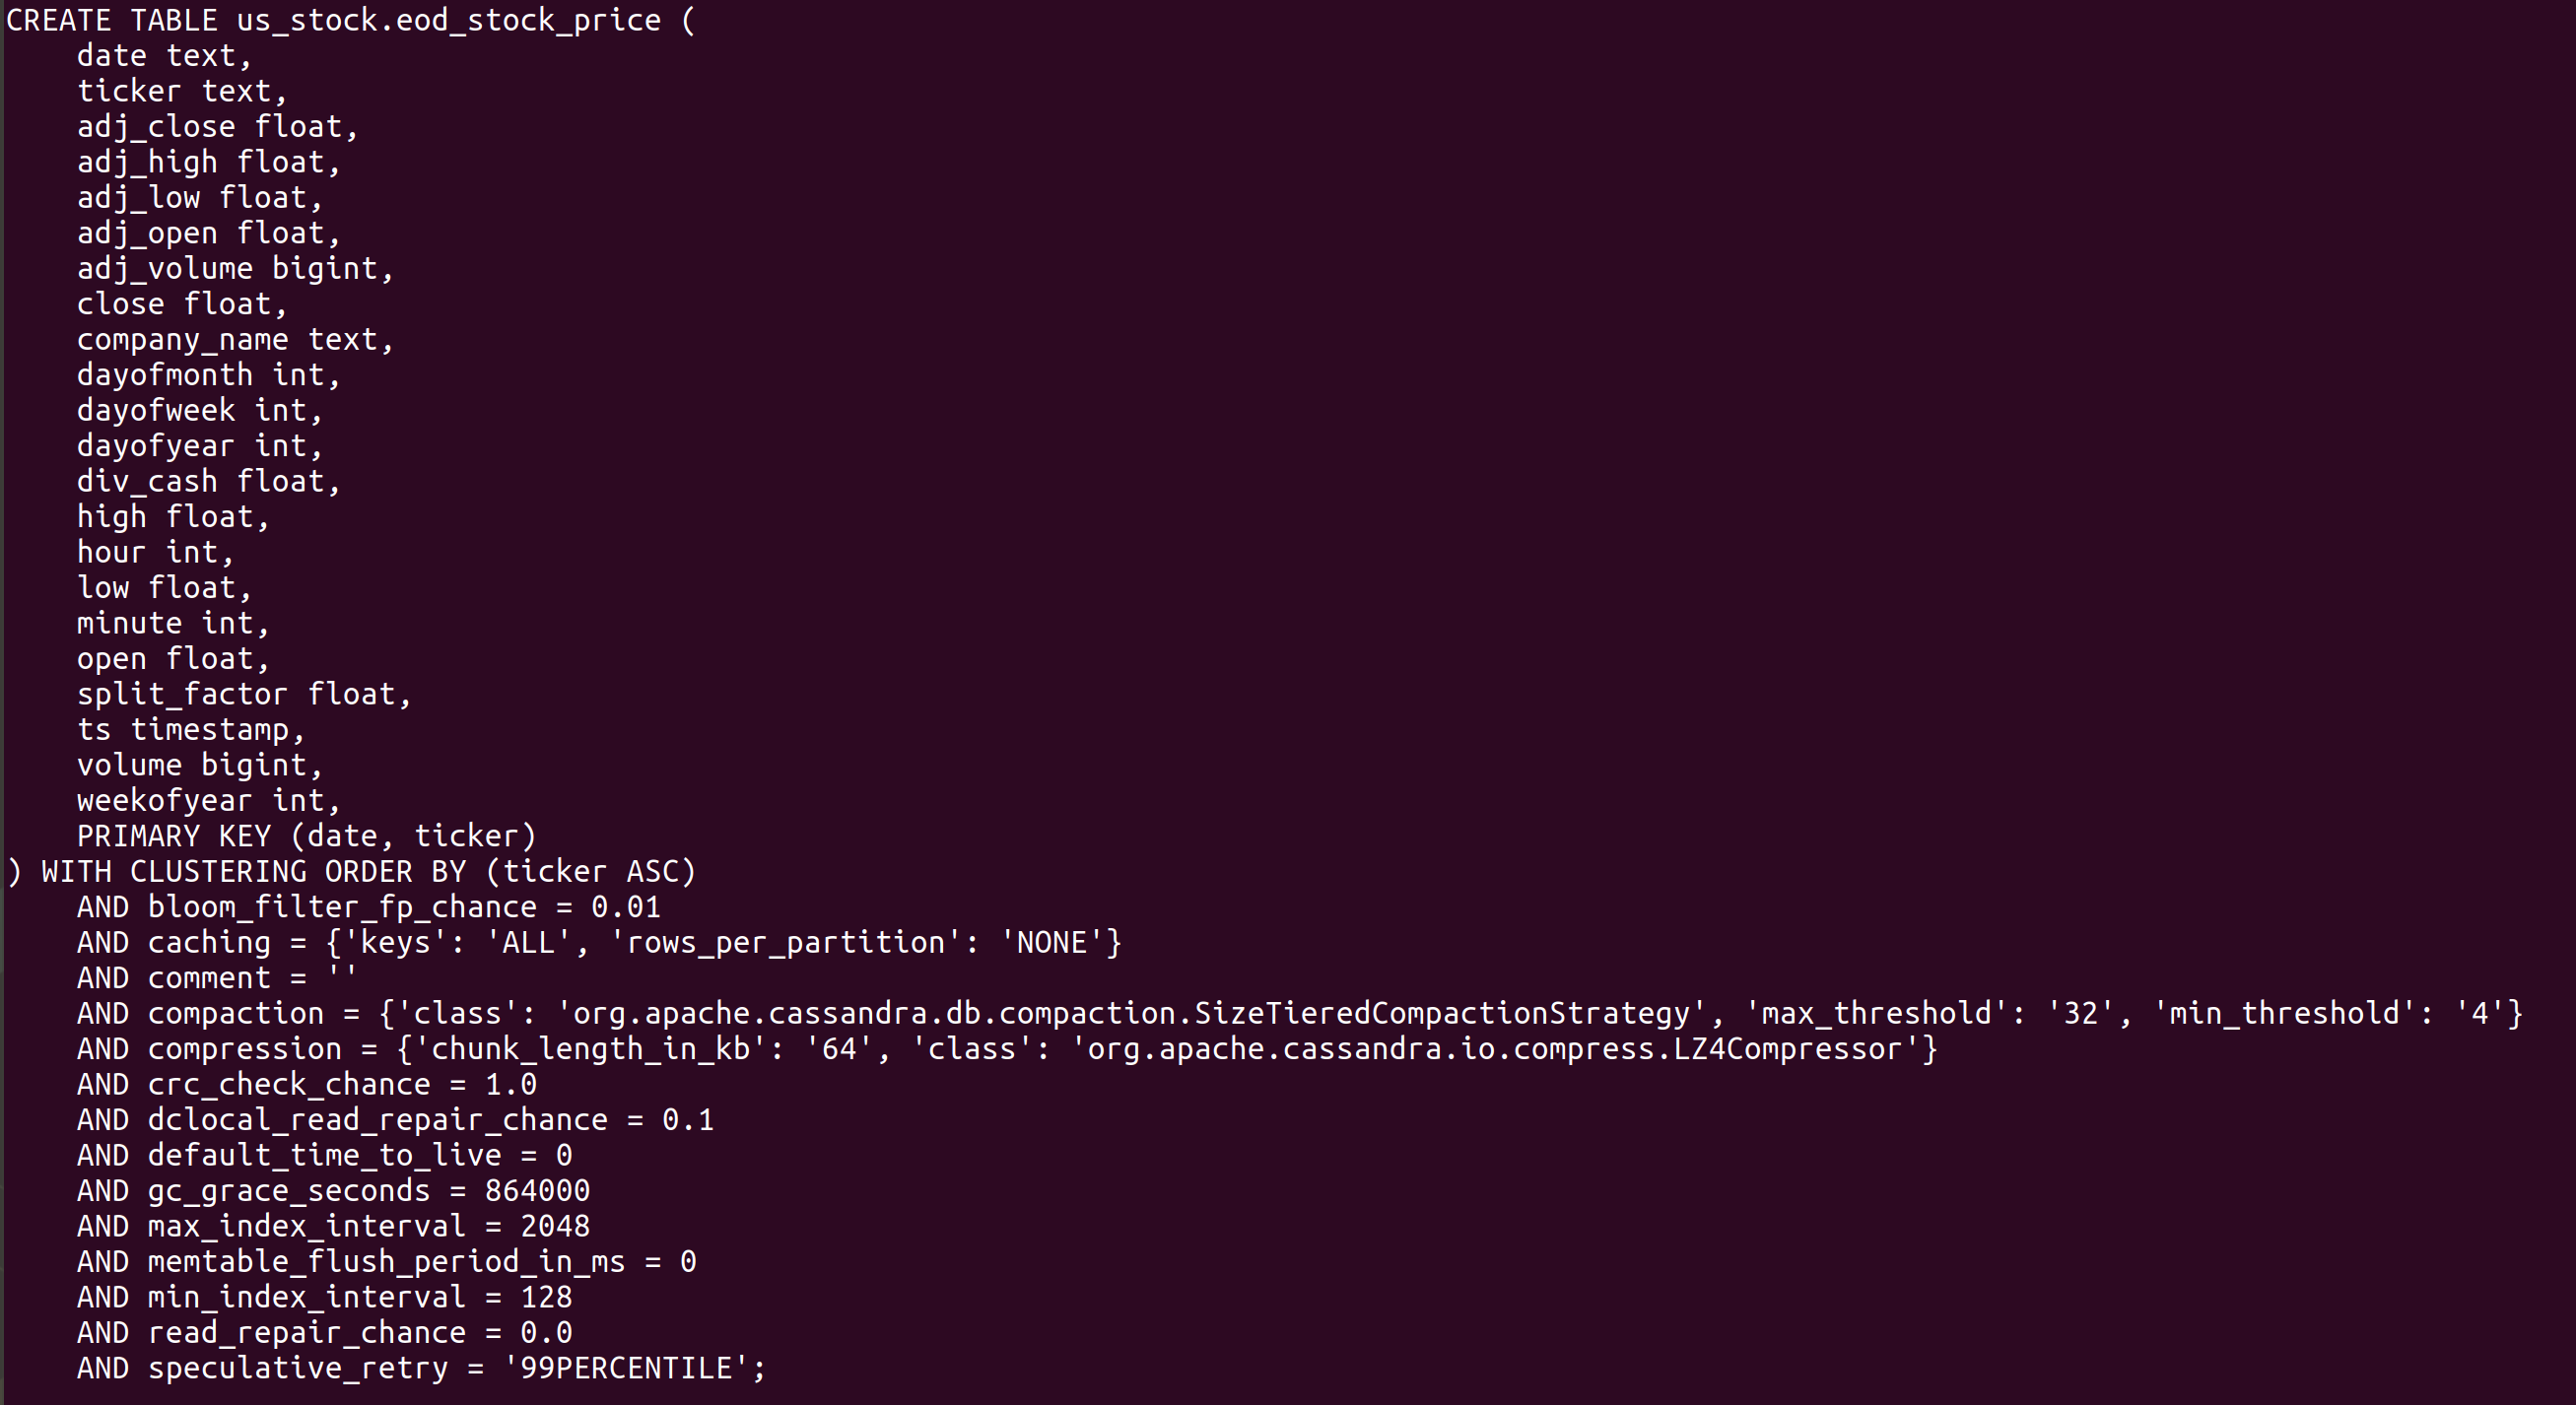 CREATE TABLE us_stock.eod_stock_price (
    date text,
    ticker text,
    adj_close float,
    adj_high float,
    adj_low float,
    adj_open float,
    adj_volume bigint,
    close float,
    company_name text,
    dayofmonth int,
    dayofweek int,
    dayofyear int,
    div_cash float,
    high float,
    hour int,
    low float,
    minute int,
    open float,
    split_factor float,
    ts timestamp,
    volume bigint,
    weekofyear int,
    PRIMARY KEY (date, ticker)
) WITH CLUSTERING ORDER BY (ticker ASC)
    AND bloom_filter_fp_chance = 0.01
    AND caching = {'keys': 'ALL', 'rows_per_partition': 'NONE'}
    AND comment = ''
    AND compaction = {'class': 'org.apache.cassandra.db.compaction.SizeTieredCompactionStrategy', 'max_threshold': '32', 'min_threshold': '4'}
    AND compression = {'chunk_length_in_kb': '64', 'class': 'org.apache.cassandra.io.compress.LZ4Compressor'}
    AND crc_check_chance = 1.0
    AND dclocal_read_repair_chance = 0.1
    AND default_time_to_live = 0
    AND gc_grace_seconds = 864000
    AND max_index_interval = 2048
    AND memtable_flush_period_in_ms = 0
    AND min_index_interval = 128
    AND read_repair_chance = 0.0
    AND speculative_retry = '99PERCENTILE';